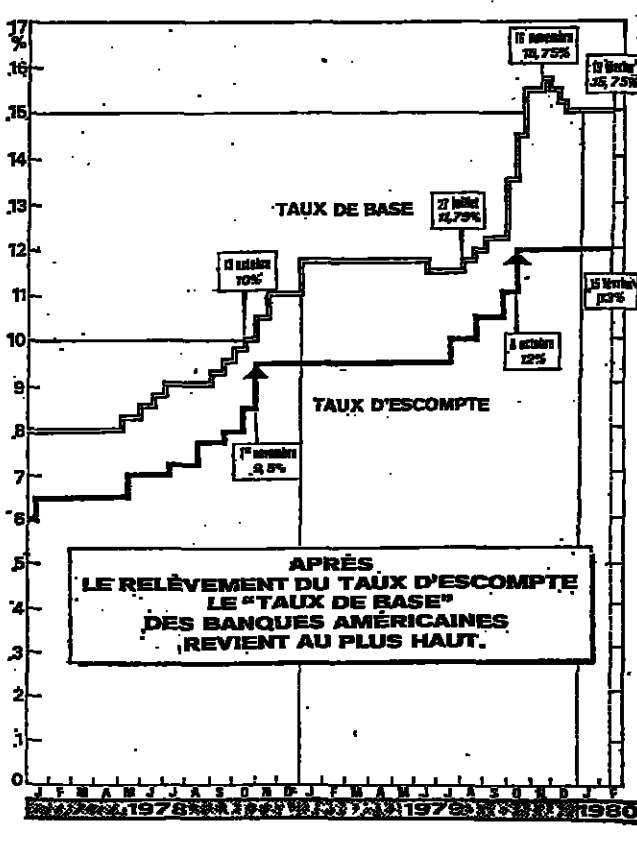 17
%
16
15
14
13
12
11
10
9
8
7
6
5
4
3
2
1
0
16 novembre
15,75%
13 février
15,75%
TAUX DE BASE
27 juillet
11,75%
13 octobre
10%
15 février
13%
8 octobre
12%
TAUX D'ESCOMPTE
1er novembre
9,5%
APRÈS
LE RELÈVEMENT DU TAUX D'ESCOMPTE
LE "TAUX DE BASE"
DES BANQUES AMÉRICAINES
REVIENT AU PLUS HAUT.
J F M A M J J A S O N D J F M A M J J A S O N D J F
1978 1979 1980